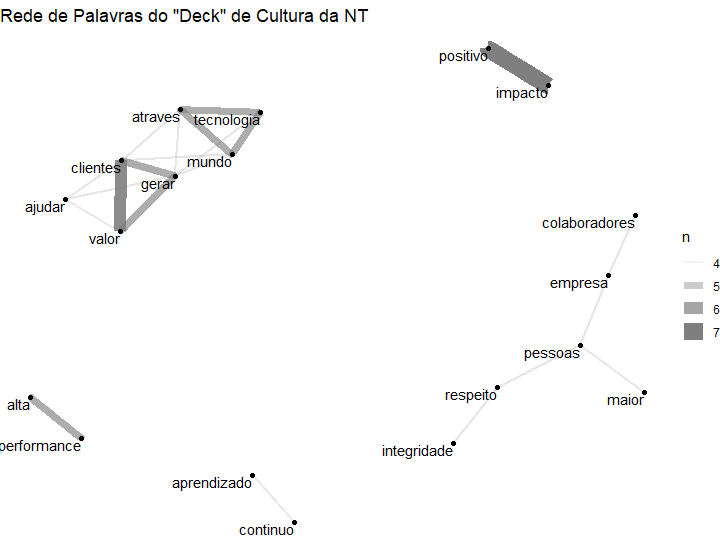 Rede de Palavras do "Deck" de Cultura da NT
positivo
impacto
atraves
tecnologia
mundo
clientes
gerar
ajudar
valor
colaboradores
n
4
empresa
5
6
7
pessoas
respeito
maior
alta
performance
integridade
aprendizado
continuo